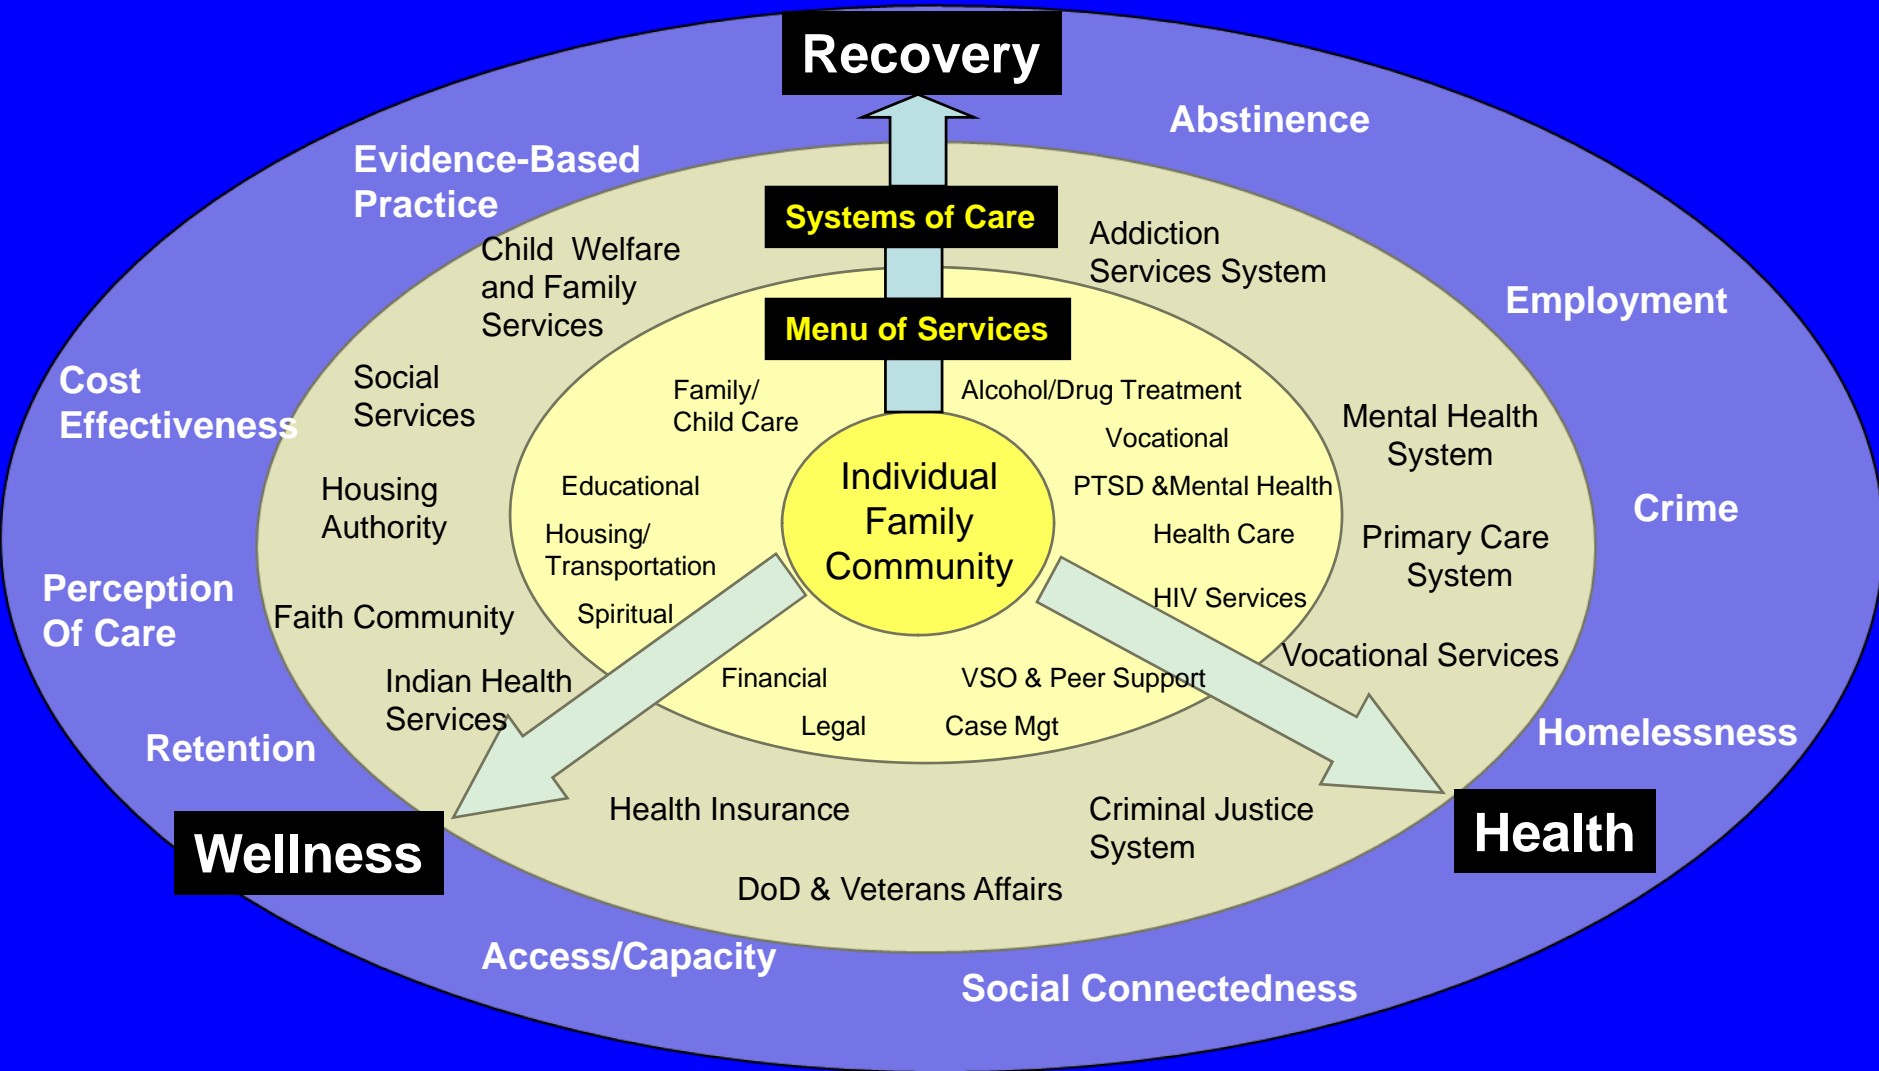 Recovery
Abstinence
Evidence-Based
Practice
Systems of Care
Addiction
Services System
Child  Welfare
and Family
Services
Employment
Menu of Services
Cost
Effectiveness
Social
Services
Family/
Child Care
Alcohol/Drug Treatment
Mental Health
System
Vocational
Individual
Family
Community
Educational
PTSD &Mental Health
Housing
Authority
Crime
Housing/
Transportation
Health Care
Primary Care
System
Perception
Of Care
Faith Community
Spiritual
HIV Services
Vocational Services
Indian Health
Services
Financial
VSO & Peer Support
Legal
Case Mgt
Retention
Homelessness
Health Insurance
Criminal Justice
System
Wellness
Health
DoD & Veterans Affairs
Access/Capacity
Social Connectedness